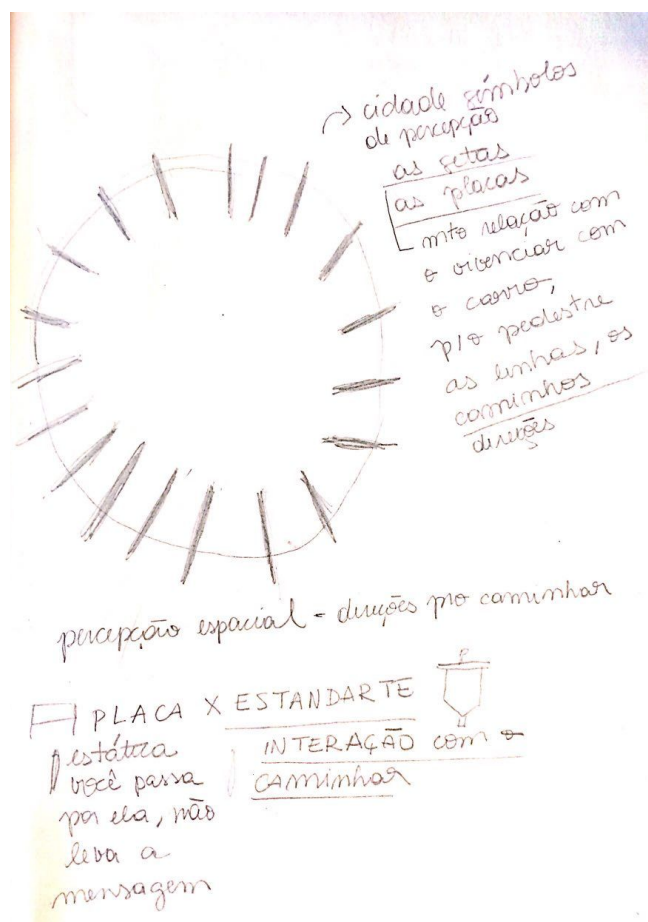 → cidade símbolos
de percepção
as setas
as placas
mto relação com
o vivenciar com
o carro,
p/o pedestre
as linhas, os
caminhos
direções
percepção espacial - direções pro caminhar
PLACA X ESTANDARTE
estática
você passa
por ela, não
leva a
mensagem
INTERAÇÃO com o
caminhar